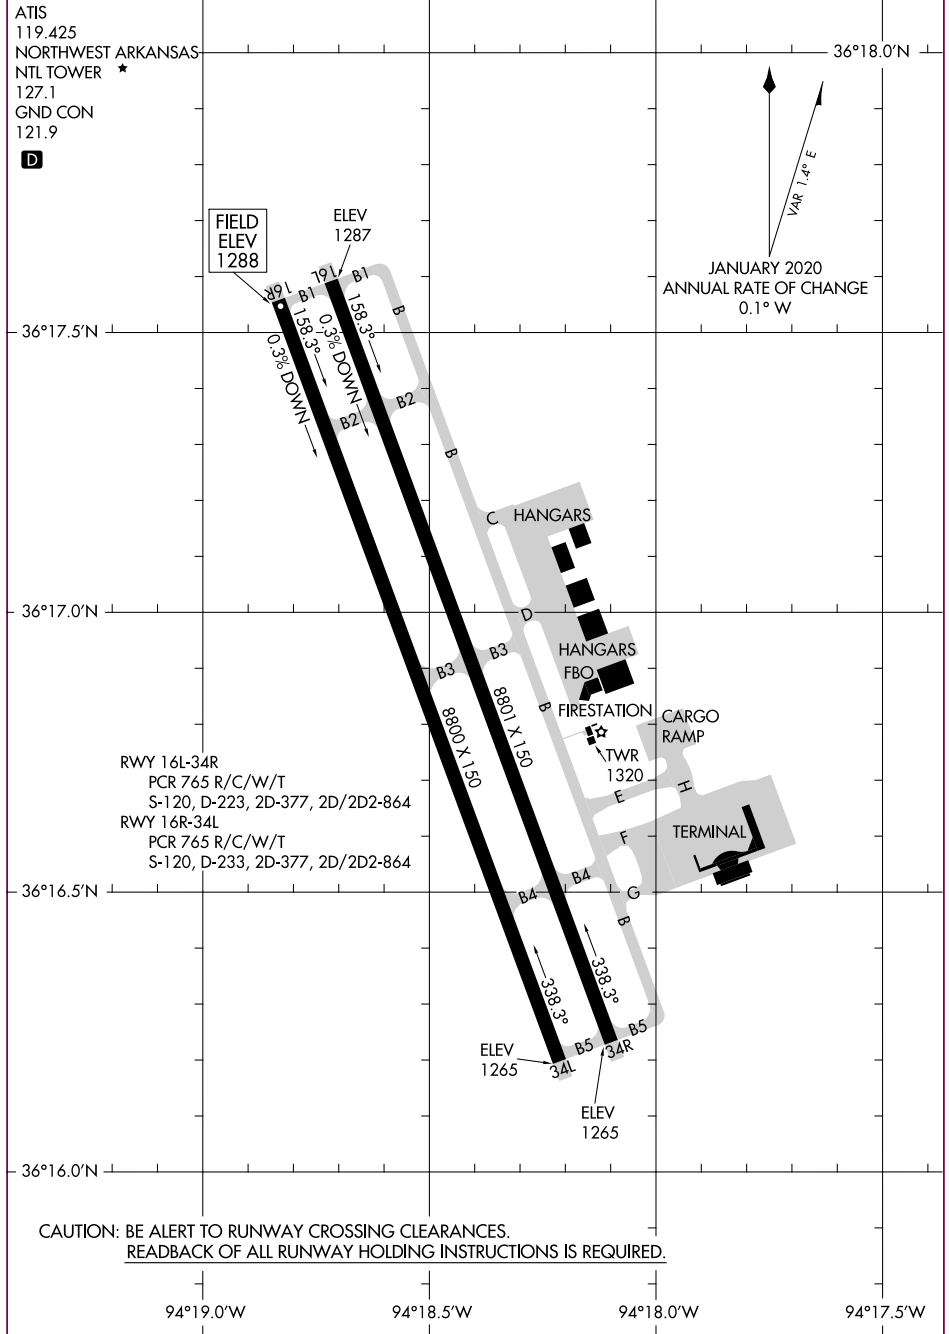 ATIS
119.425
NORTHWEST ARKANSAS
NTL TOWER ★
127.1
GND CON
121.9
D
36°18.0'N
VAR 1.4° E
JANUARY 2020
ANNUAL RATE OF CHANGE
0.1° W
FIELD
ELEV
1288
ELEV
1287
16R
B1
16L
B1
B
158.3°
0.3% DOWN
158.3°
0.3% DOWN
36°17.5'N
B2
B2
B
C
HANGARS
36°17.0'N
D
HANGARS
B3
B3
FBO
B
FIRESTATION
CARGO
RAMP
TWR
1320
8800 X 150
8801 X 150
RWY 16L-34R
PCR 765 R/C/W/T
S-120, D-223, 2D-377, 2D/2D2-864
RWY 16R-34L
PCR 765 R/C/W/T
S-120, D-233, 2D-377, 2D/2D2-864
E
H
F
TERMINAL
36°16.5'N
B4
B4
G
B
338.3°
338.3°
B5
B5
34L
34R
ELEV
1265
ELEV
1265
36°16.0'N
CAUTION: BE ALERT TO RUNWAY CROSSING CLEARANCES.
READBACK OF ALL RUNWAY HOLDING INSTRUCTIONS IS REQUIRED.
94°19.0'W
94°18.5'W
94°18.0'W
94°17.5'W